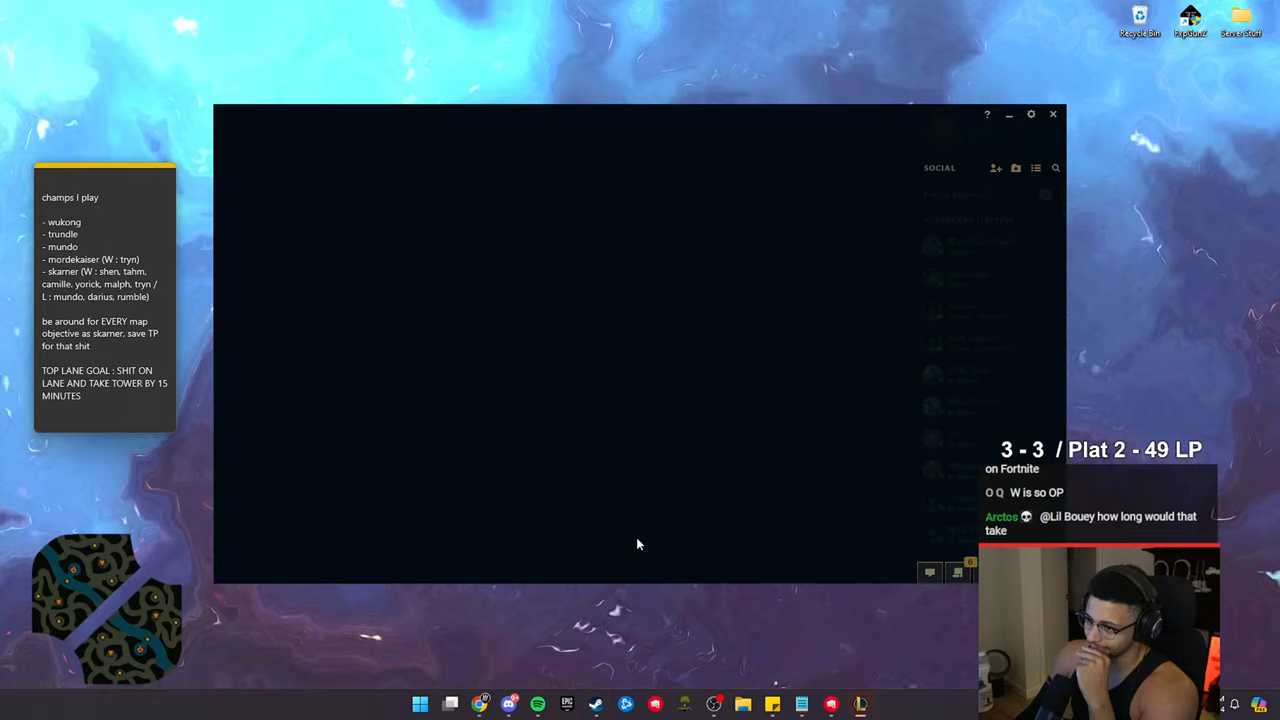 Recycle Bin
ServerStuff
champs I play
- wukong
- trundle
- mundo
- mordekaiser (W : tryn)
- skarner (W : shen, tahm,
camille. yorick, malph, tryn /
L : mundo, darius, rumble)
be around for EVERY map
objective as skarner, save TP
for that shit
TOP LANE GOAL : SHIT ON
LANE AND TAKE TOWER BY 15
MINUTES
?
SOCIAL
6
3 - 3 / Plat 2 - 49 LP
on Fortnite
O Q W is so OP
Arctos @Lil Bouey how long would that
take
EPIC